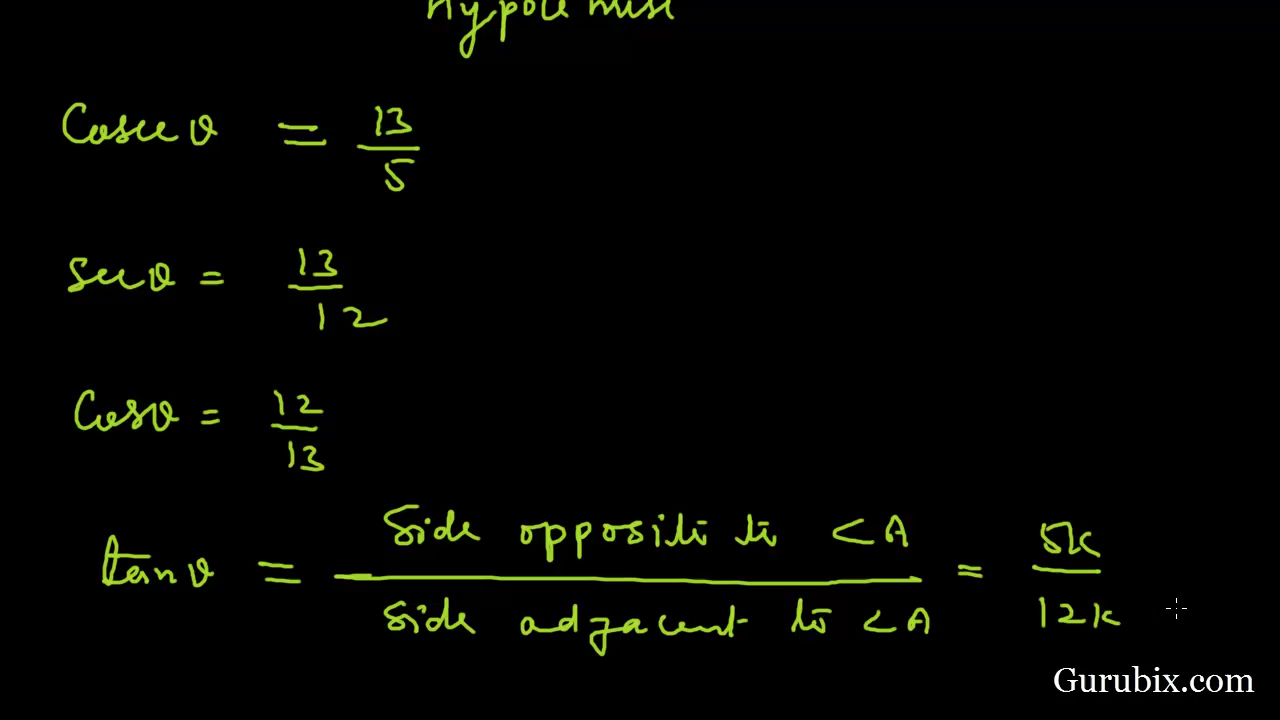 Hypotenuse
Cosec θ = 13/5
sec θ = 13/12
Cos θ = 12/13
tan θ = Side opposite to <A / Side adjacent to <A = 5k/12k
Gurubix.com